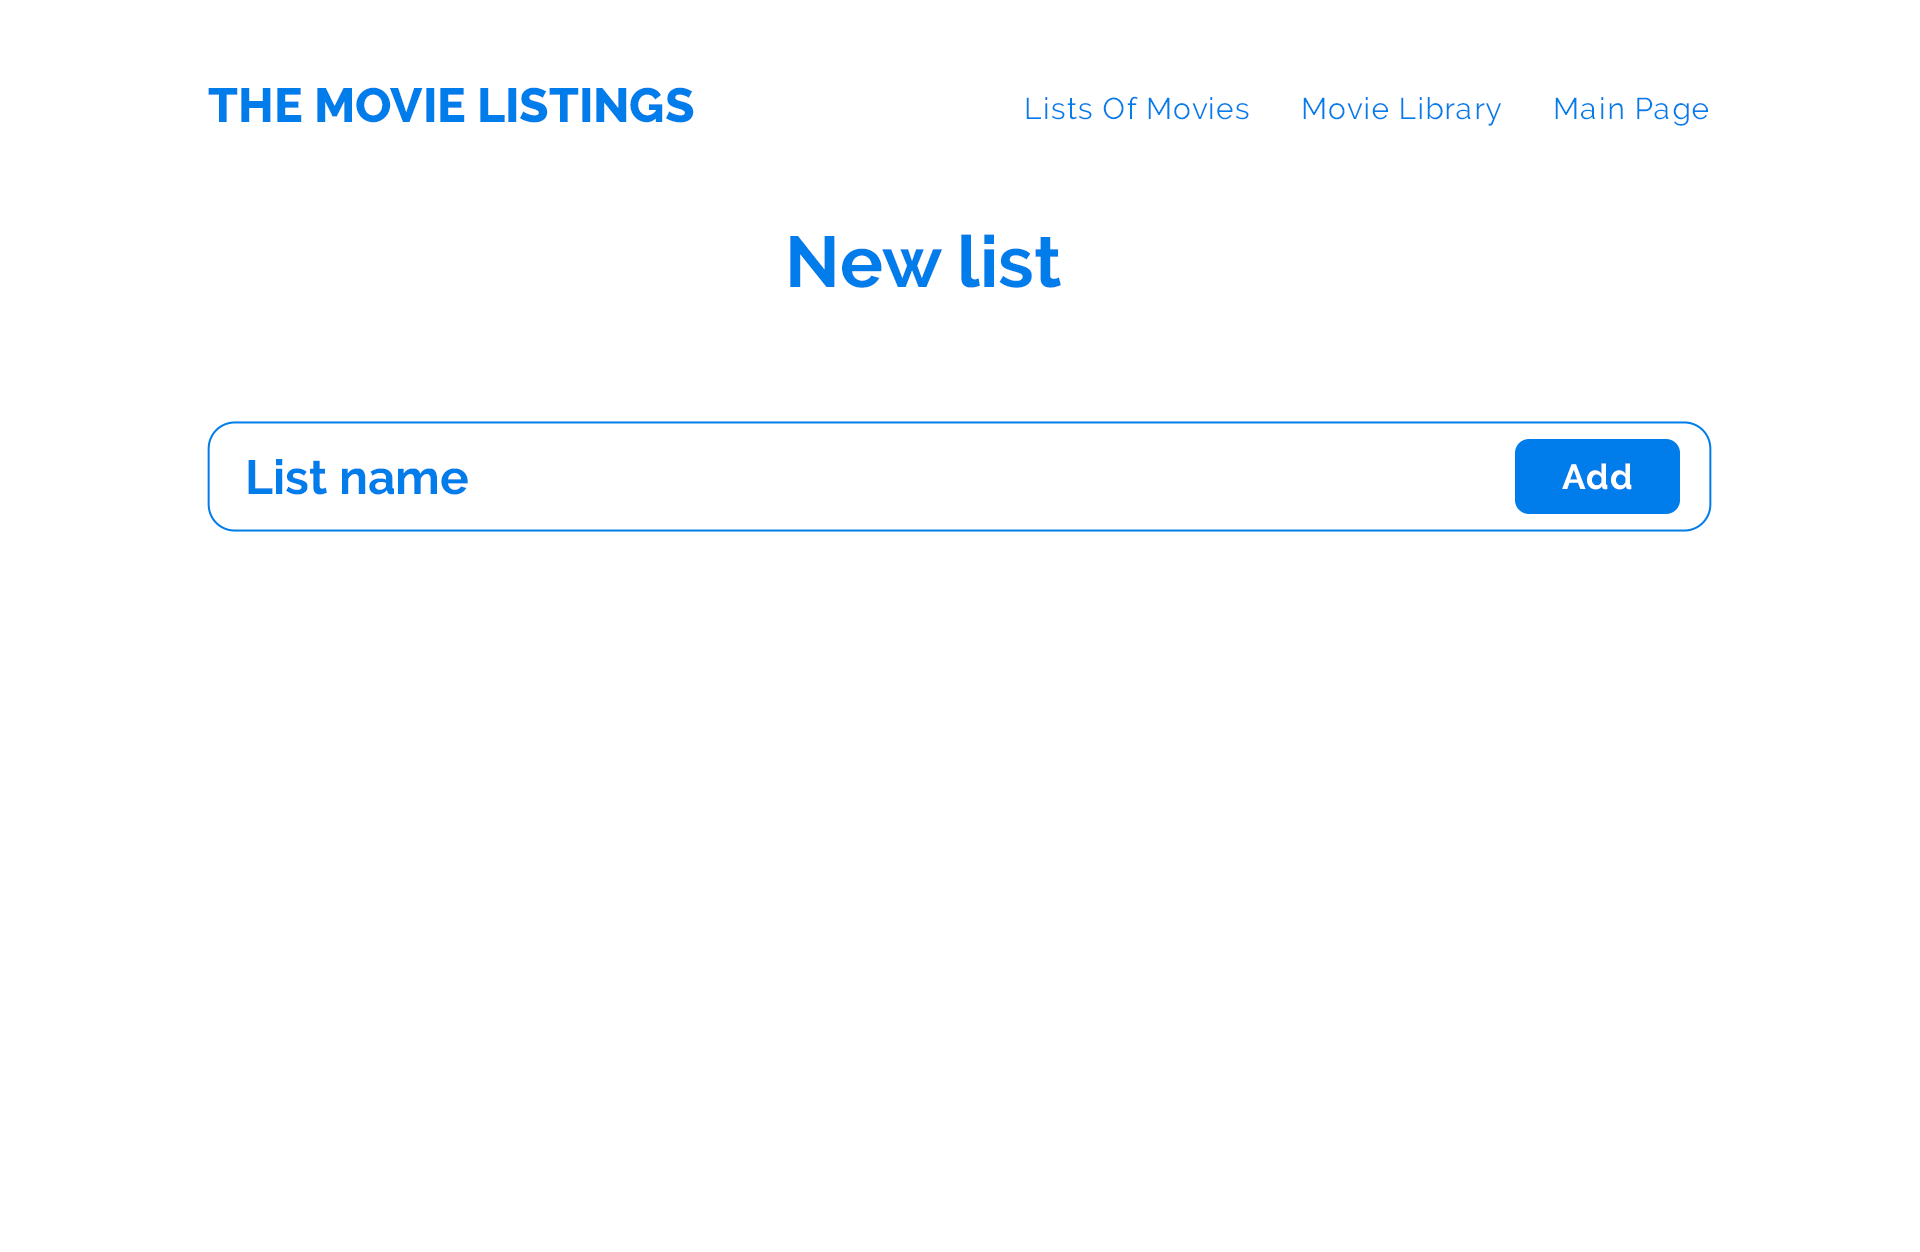 THE MOVIE LISTINGS
Lists Of Movies
Movie Library
Main Page
New list
List name
Add